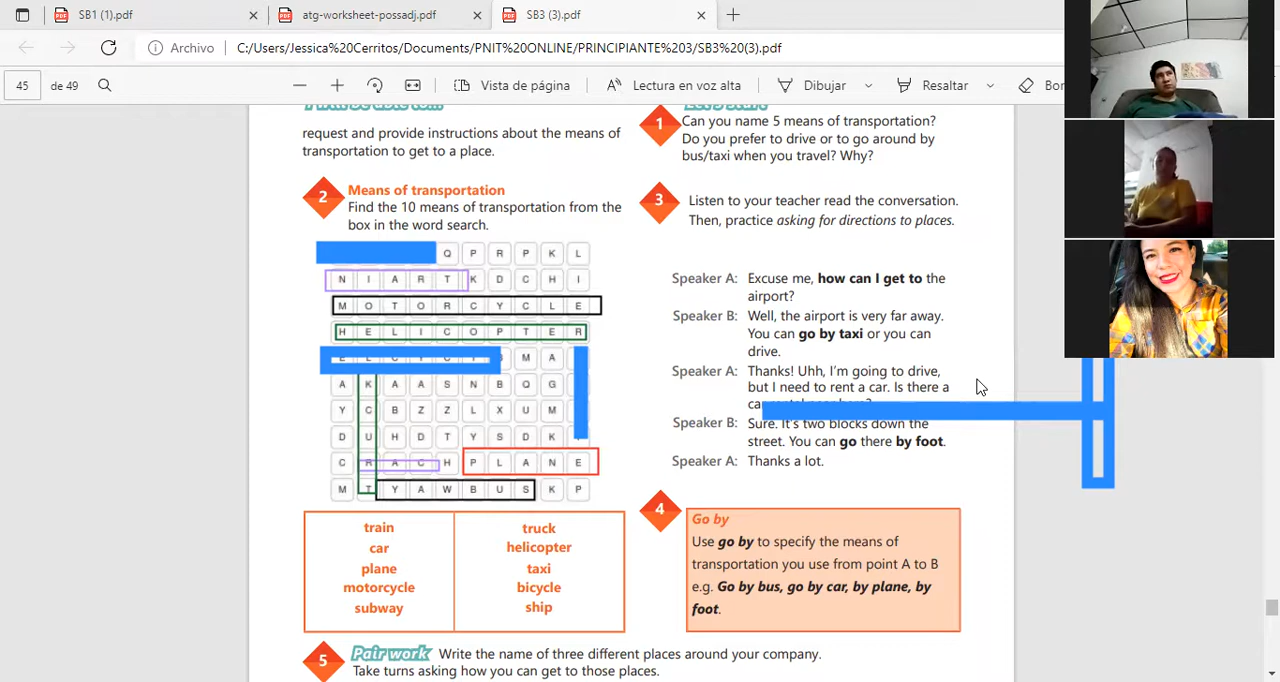 SB1 (1).pdf
atg-worksheet-possadj.pdf
SB3 (3).pdf
Archivo
C:/Users/Jessica%20Cerritos/Documents/PNIT%20ONLINE/PRINCIPIANTE%203/SB3%20(3).pdf
45 de 49
Vista de página
Lectura en voz alta
Dibujar
Resaltar
Bor
request and provide instructions about the means of
transportation to get to a place.
2 Means of transportation
Find the 10 means of transportation from the
box in the word search.
Q P R P K L
N I A R T K D C H I
M O T O R C Y C L E
H E L I C O P T E R
E L C Y C I M A
A K A A S N B Q G
Y C B Z Z L X U M
D U H D T Y S D K
C R A C H P L A N E
M T Y A W B U S K P
train
car
plane
motorcycle
subway
truck
helicopter
taxi
bicycle
ship
5 Pair work Write the name of three different places around your company.
Take turns asking how you can get to those places.
1 Can you name 5 means of transportation?
Do you prefer to drive or to go around by
bus/taxi when you travel? Why?
3 Listen to your teacher read the conversation.
Then, practice asking for directions to places.
Speaker A: Excuse me, how can I get to the
airport?
Speaker B: Well, the airport is very far away.
You can go by taxi or you can
drive.
Speaker A: Thanks! Uhh, I'm going to drive,
but I need to rent a car. Is there a
car rental near here?
Speaker B: Sure. It's two blocks down the
street. You can go there by foot.
Speaker A: Thanks a lot.
4 Go by
Use go by to specify the means of
transportation you use from point A to B
e.g. Go by bus, go by car, by plane, by
foot.